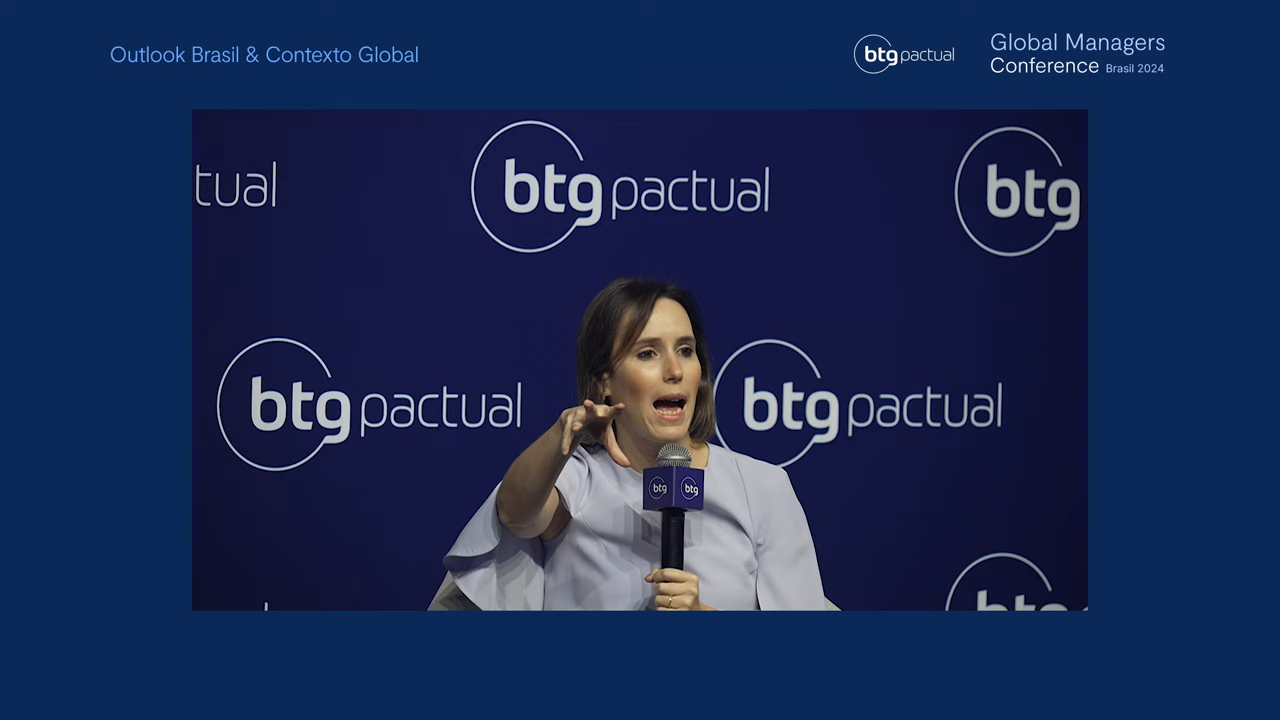 Outlook Brasil & Contexto Global
btg pactual
Global Managers
Conference Brasil 2024
tual
btg pactual
btg
btg pactual
btg pactual
btg btg
btg